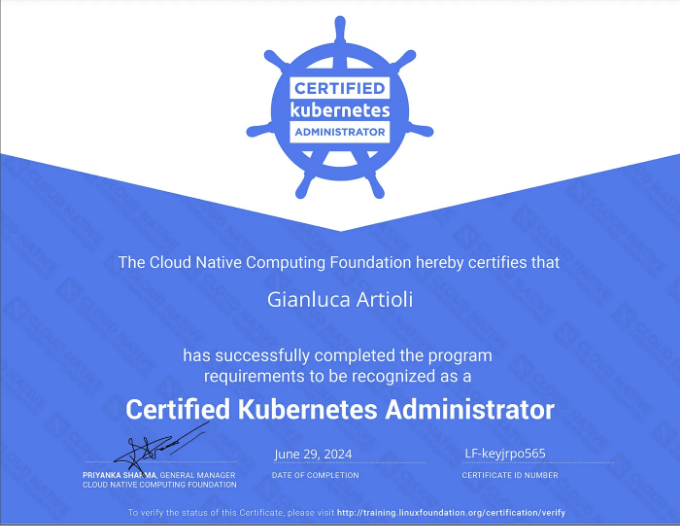 CERTIFIED
kubernetes
ADMINISTRATOR
The Cloud Native Computing Foundation hereby certifies that
Gianluca Artioli
has successfully completed the program
requirements to be recognized as a
Certified Kubernetes Administrator
June 29, 2024
LF-keyjrpo565
PRIYANKA SHARMA, GENERAL MANAGER
CLOUD NATIVE COMPUTING FOUNDATION
DATE OF COMPLETION
CERTIFICATE ID NUMBER
To verify the status of this Certificate, please visit http://training.linuxfoundation.org/certification/verify